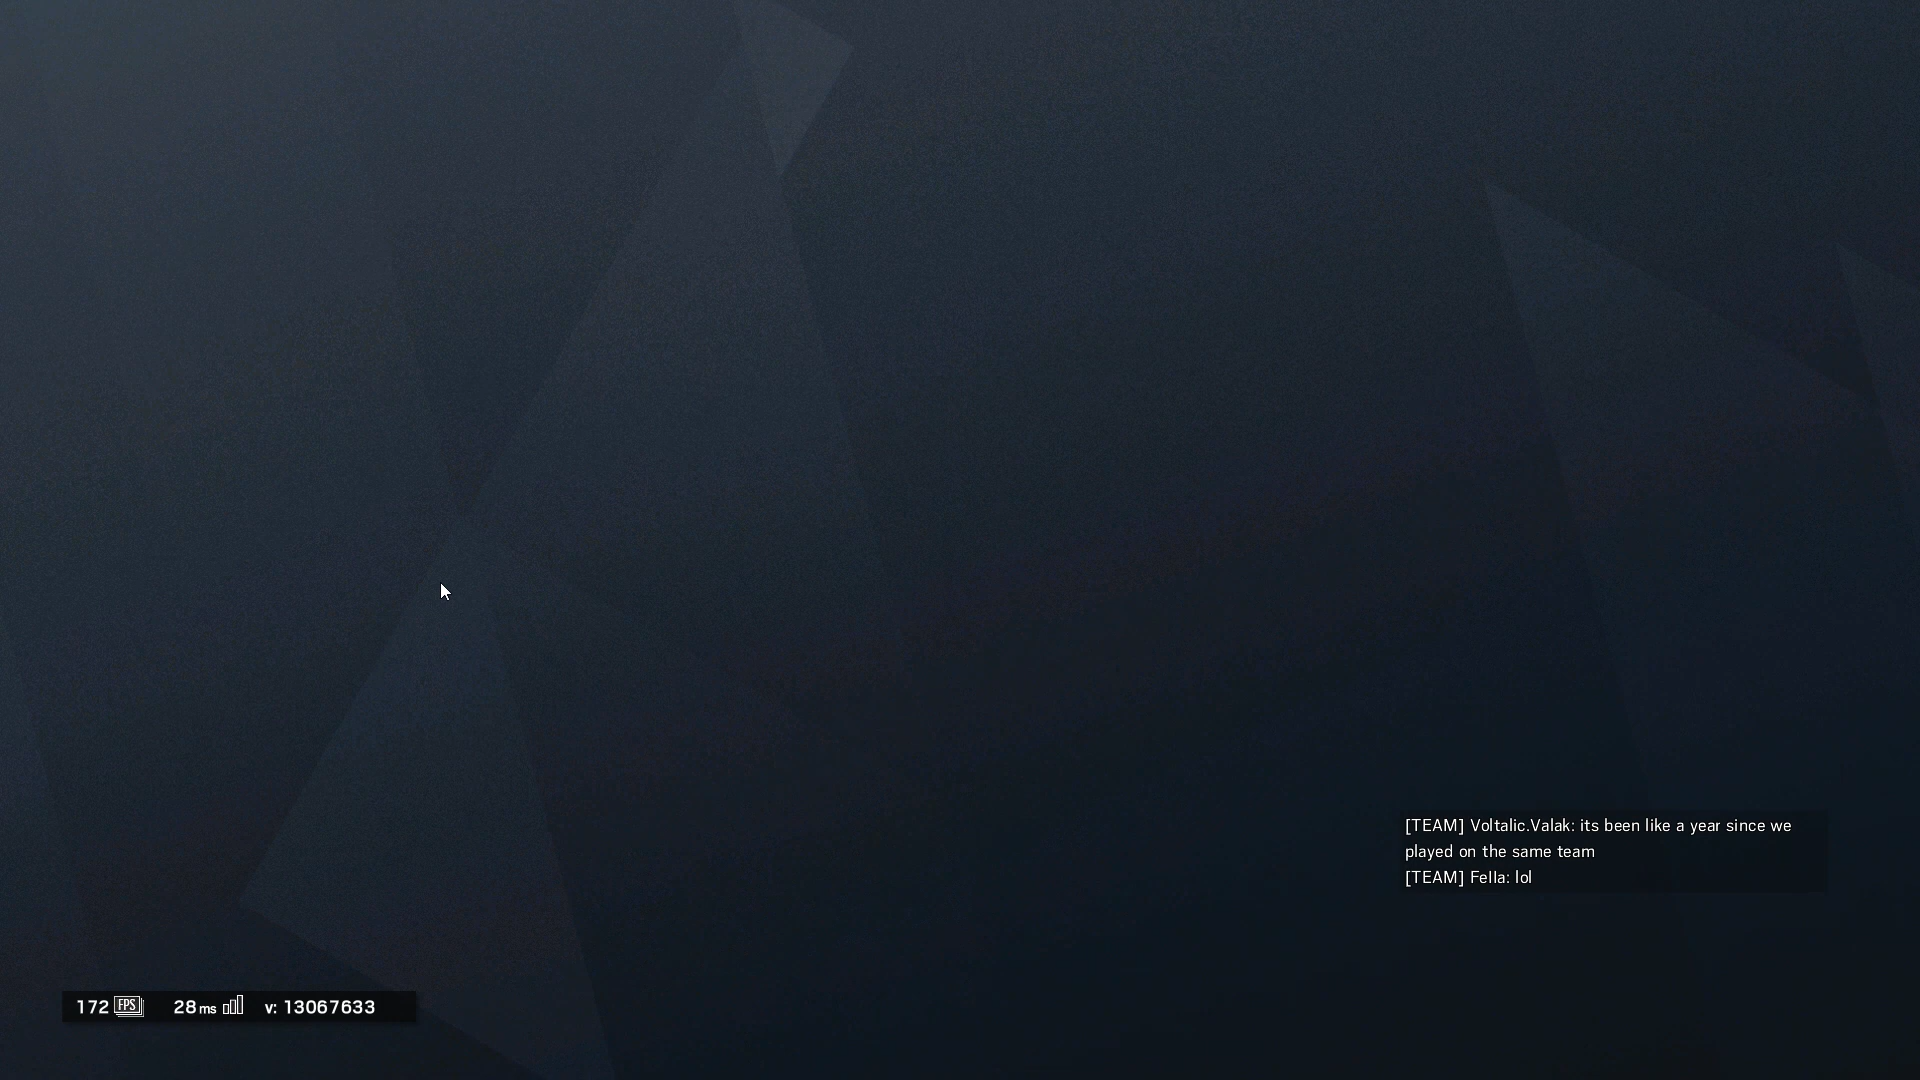 [TEAM] Voltalic.Valak: its been like a year since we
played on the same team
[TEAM] Fella: lol
172 FPS 28 ms v: 13067633